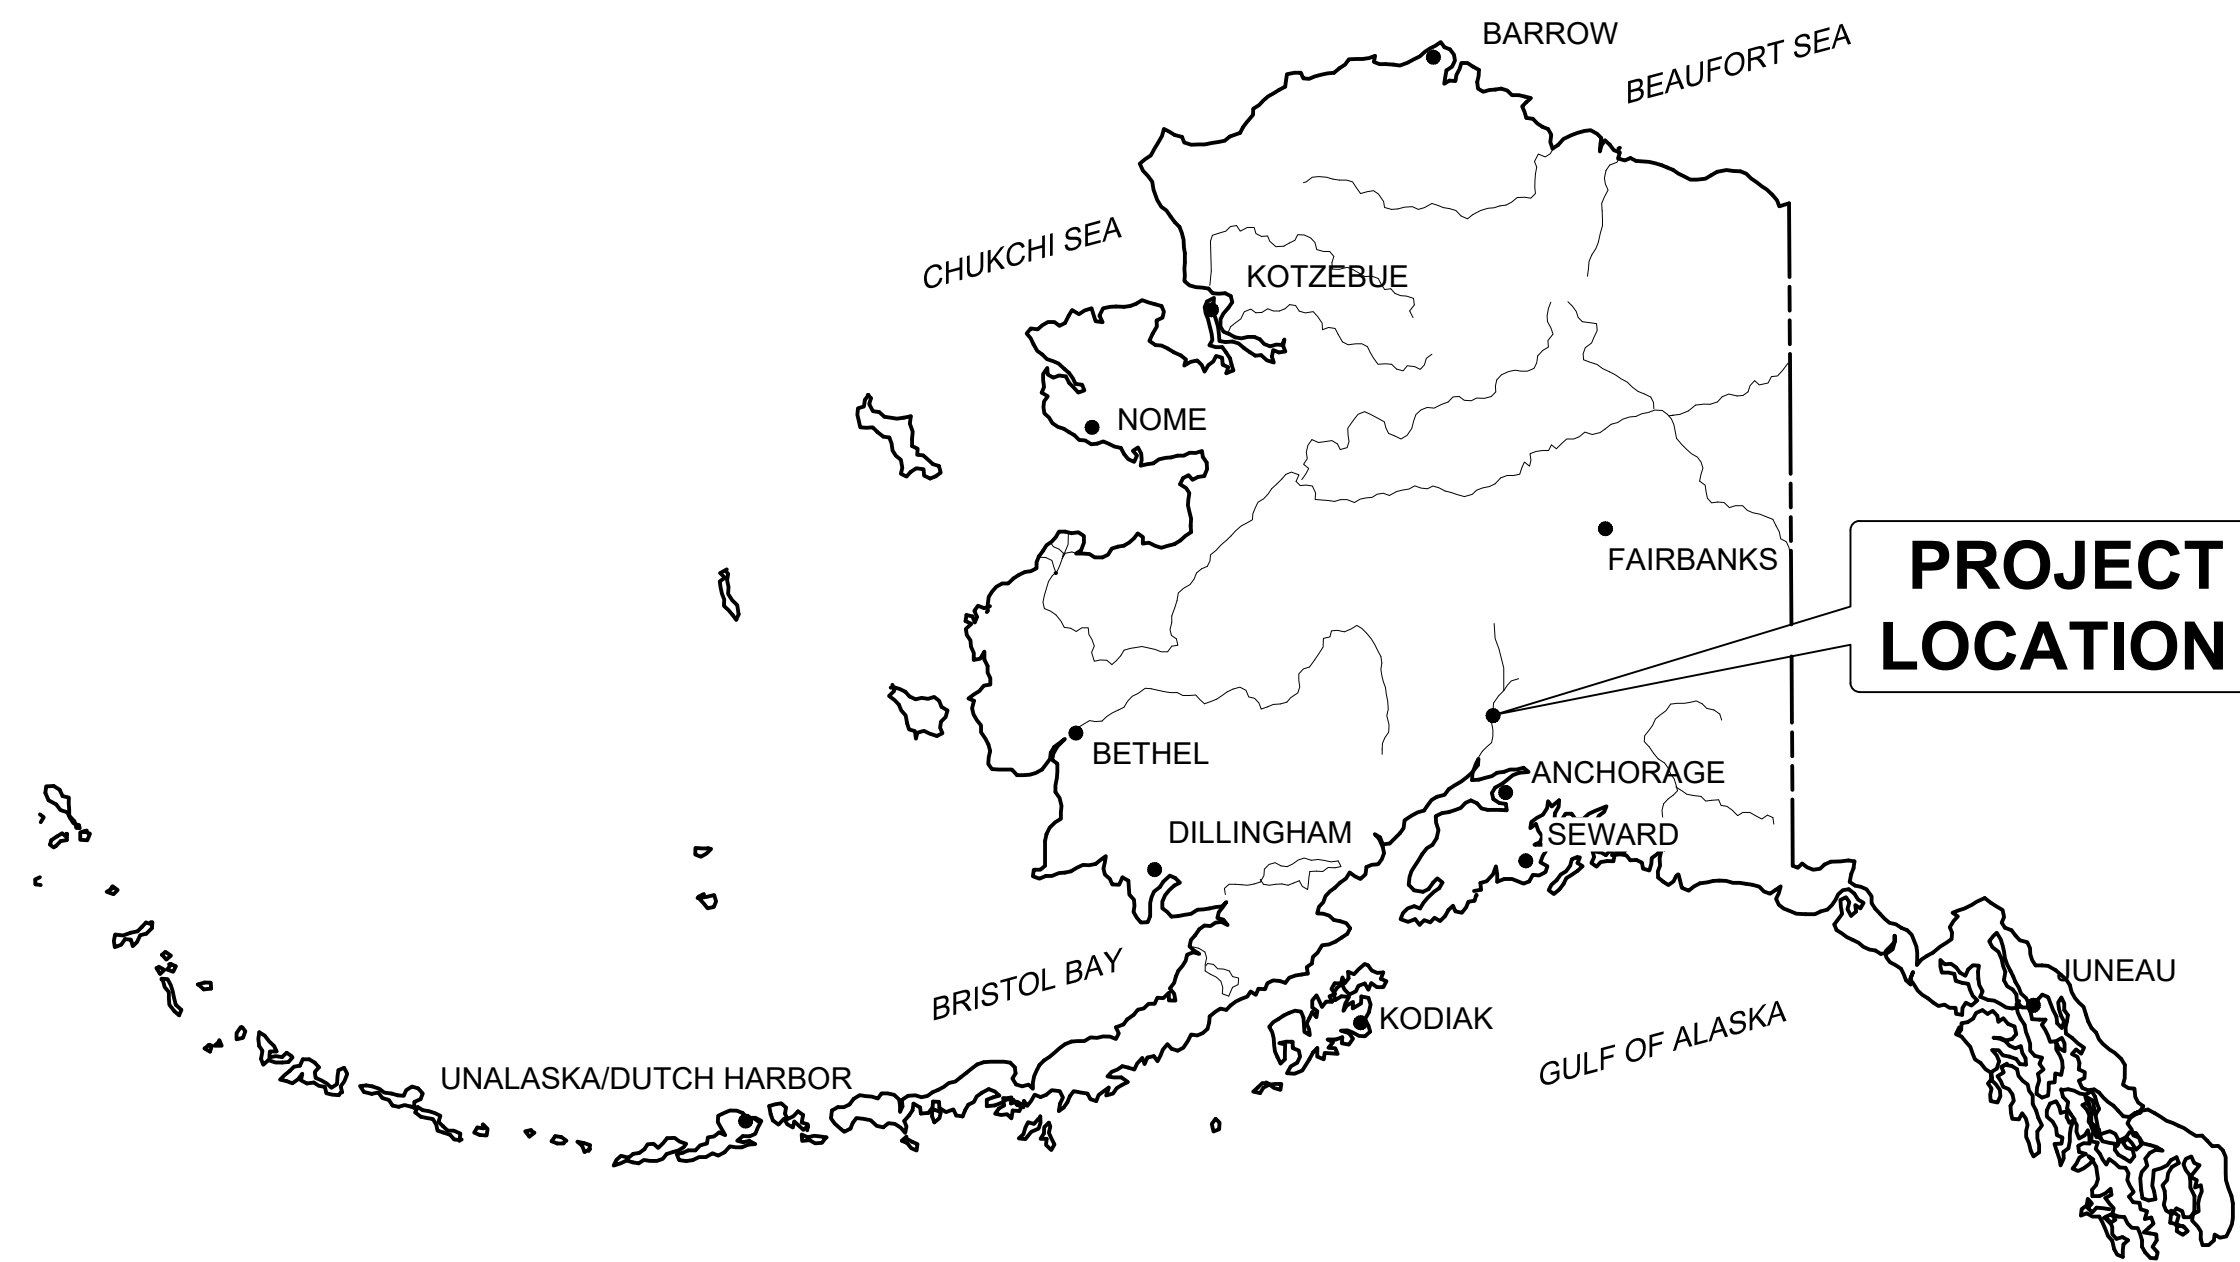 BARROW
BEAUFORT SEA
CHUKCHI SEA
KOTZEBUE
NOME
FAIRBANKS
PROJECT
LOCATION
BETHEL
ANCHORAGE
DILLINGHAM
SEWARD
BRISTOL BAY
JUNEAU
KODIAK
GULF OF ALASKA
UNALASKA/DUTCH HARBOR